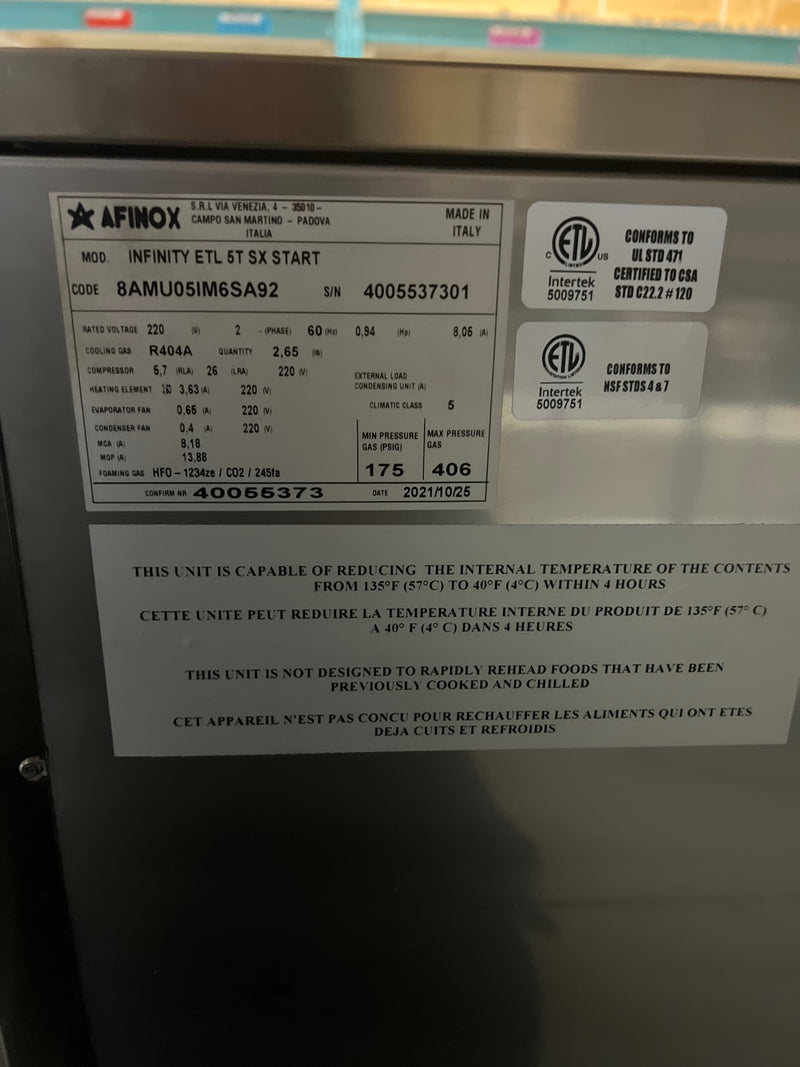 AFINOX S.R.L VIA VENEZIA, 4 - 35010 -
CAMPO SAN MARTINO - PADOVA
ITALIA
MADE IN
ITALY
MOD. INFINITY ETL 5T SX START
CODE 8AMU05IM6SA92 S/N 4005537301
RATED VOLTAGE 220 (V) 2 ~(PHASE) 60 (Hz) 0,94 (Hp) 8,05 (A)
COOLING GAS R404A QUANTITY 2,65 (lb)
COMPRESSOR 5,7 (RLA) 26 (LRA) 220 (V)
EXTERNAL LOAD
CONDENSING UNIT (A)
HEATING ELEMENT 3,63 (A) 220 (V)
EVAPORATOR FAN 0,66 (A) 220 (V)
CLIMATIC CLASS 5
CONDENSER FAN 0,4 (A) 220 (V)
MCA (A) 8,18
MOP (A) 13,88
MIN PRESSURE
GAS (PSIG)
175
MAX PRESSURE
GAS
406
FOAMING GAS HFO-1234ze / CO2 / 245fa
CONFIRM NR 40055373 DATE 2021/10/25
C ETL US
LISTED
Intertek
5009751
CONFORMS TO
UL STD 471
CERTIFIED TO CSA
STD C22.2 # 120
ETL
Intertek
5009751
CONFORMS TO
NSF STDS 4 & 7
THIS UNIT IS CAPABLE OF REDUCING THE INTERNAL TEMPERATURE OF THE CONTENTS
FROM 135°F (57°C) TO 40°F (4°C) WITHIN 4 HOURS
CETTE UNITE PEUT REDUIRE LA TEMPERATURE INTERNE DU PRODUIT DE 135°F (57° C)
A 40° F (4° C) DANS 4 HEURES
THIS UNIT IS NOT DESIGNED TO RAPIDLY REHEAD FOODS THAT HAVE BEEN
PREVIOUSLY COOKED AND CHILLED
CET APPAREIL N'EST PAS CONCU POUR RECHAUFFER LES ALIMENTS QUI ONT ETES
DEJA CUITS ET REFROIDIS